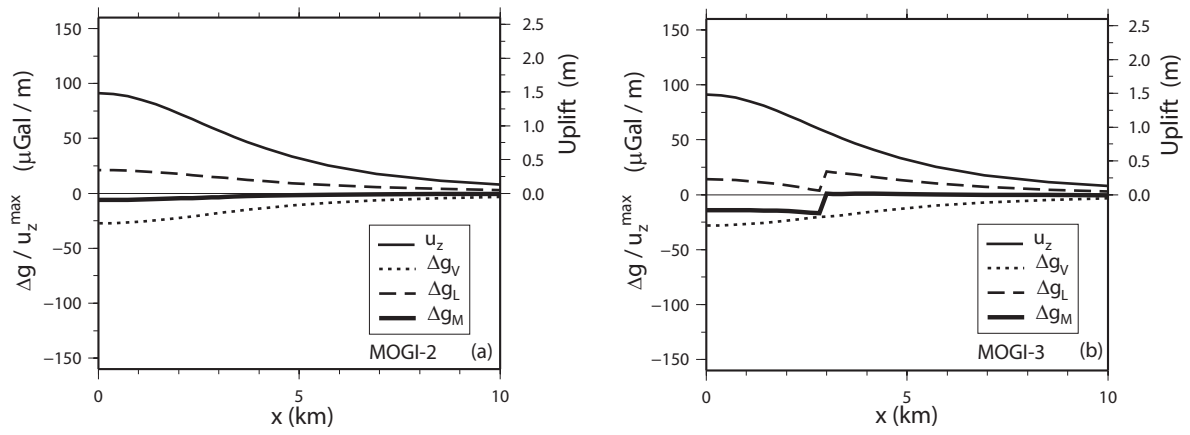 150
100
50
0
−50
−100
−150
Δg / u_z^max (μGal / m)
2.5
2.0
1.5
1.0
0.5
0.0
Uplift (m)
u_z
Δg_V
Δg_L
Δg_M
MOGI-2 (a)
0 5 10
x (km)
150
100
50
0
−50
−100
−150
Δg / u_z^max (μGal / m)
2.5
2.0
1.5
1.0
0.5
0.0
Uplift (m)
u_z
Δg_V
Δg_L
Δg_M
MOGI-3 (b)
0 5 10
x (km)